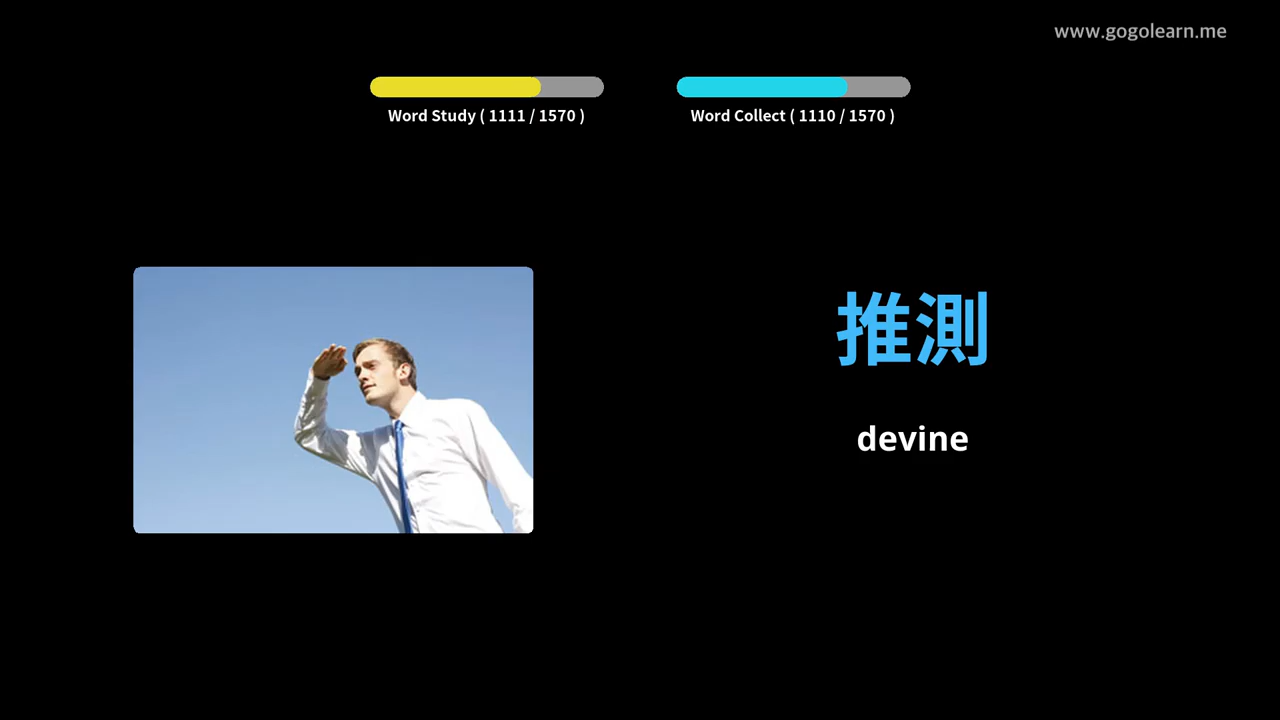 www.gogolearn.me
Word Study ( 1111 / 1570 )
Word Collect ( 1110 / 1570 )
推測
devine